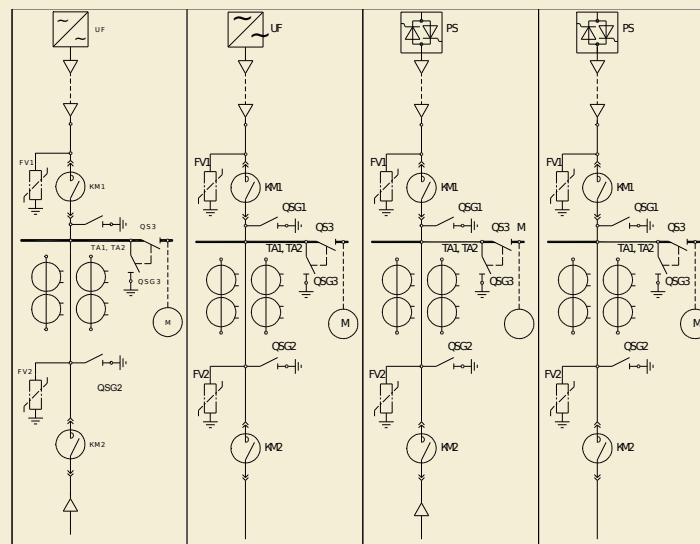 UF
FV1
KM1
QS3
TA1, TA2
QSG3
M
FV2
QSG2
KM2
UF
FV1
KM1
QSG1
QS3
TA1, TA2
QSG3
M
QSG2
FV2
KM2
PS
FV1
KM1
QSG1
QS3 M
TA1, TA2
QSG3
QSG2
FV2
KM2
PS
FV1
KM1
QSG1
QS3
TA1, TA2
QSG3
M
QSG2
FV2
KM2